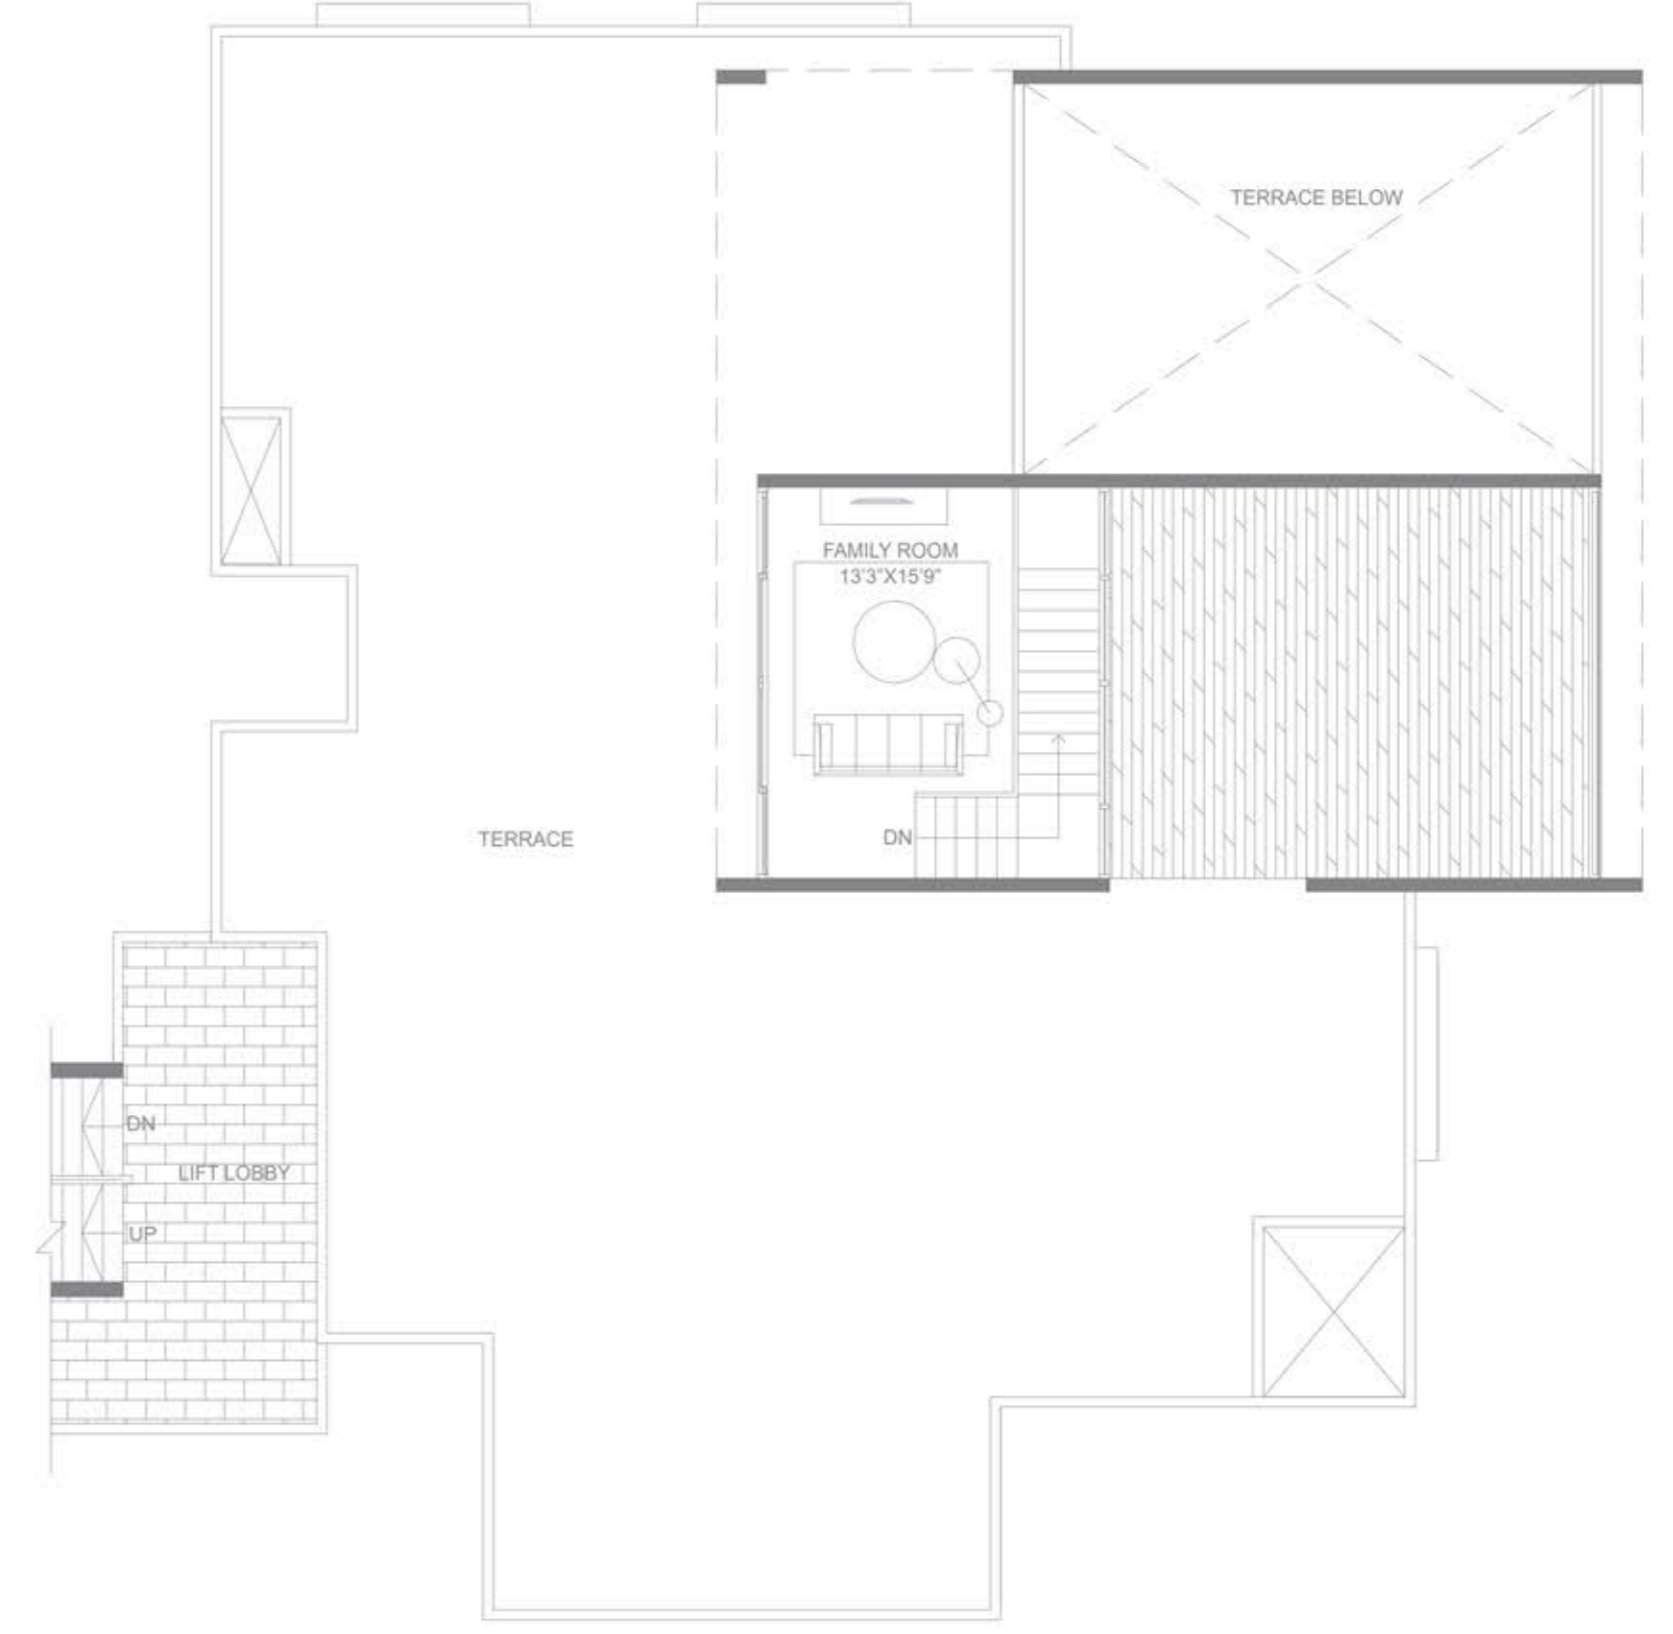 TERRACE BELOW
FAMILY ROOM
13'3"X15'9"
TERRACE
DN
DN
LIFT LOBBY
UP